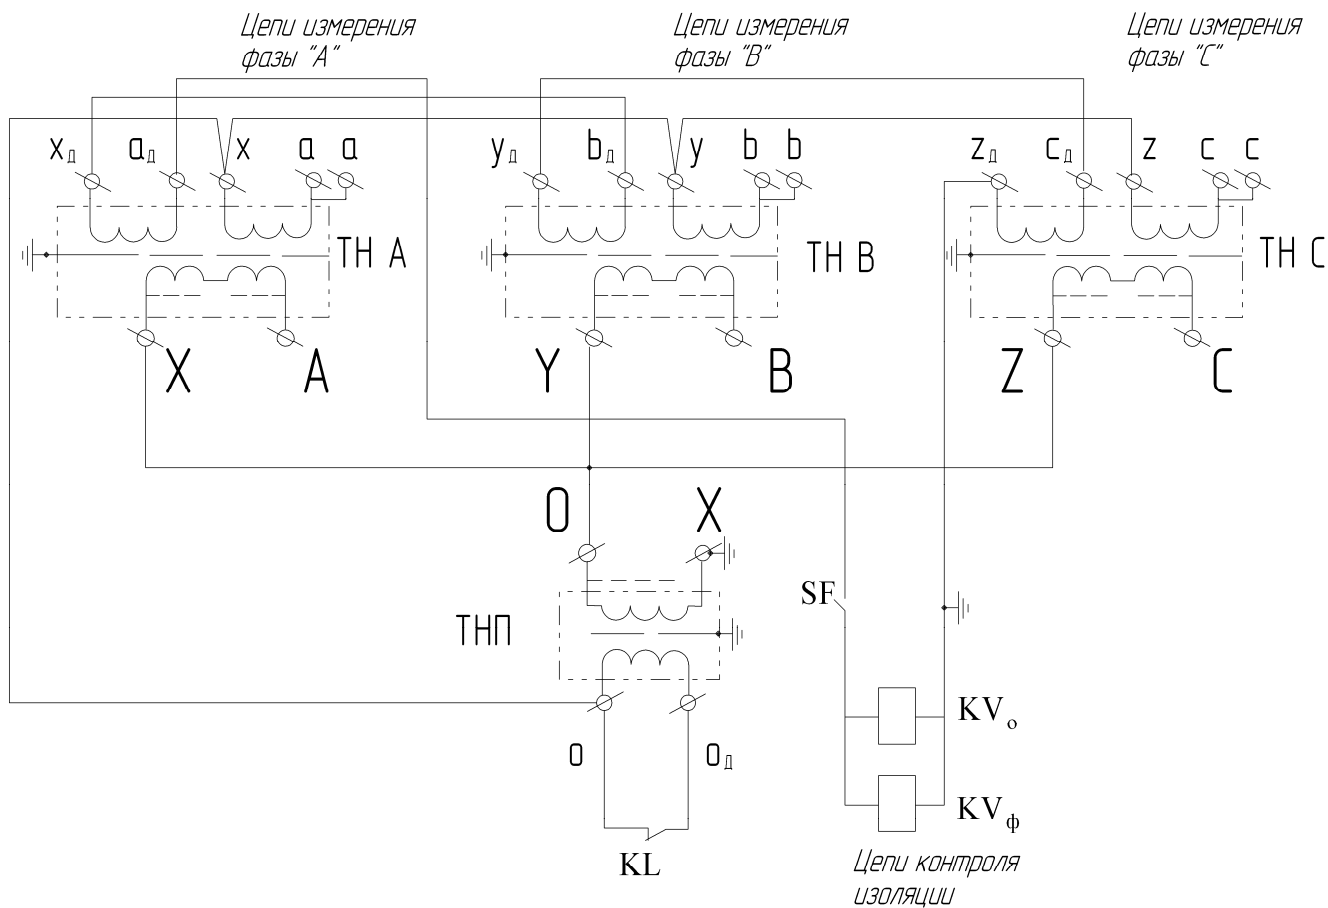 Цепи измерения
фазы "А"
Цепи измерения
фазы "В"
Цепи измерения
фазы "С"
xд aд x a a
yд bд y b b
zд cд z c c
ТН А
ТН В
ТН С
X A
Y B
Z C
O X
SF
ТНП
KVо
o oд
KVф
KL
Цепи контроля
изоляции